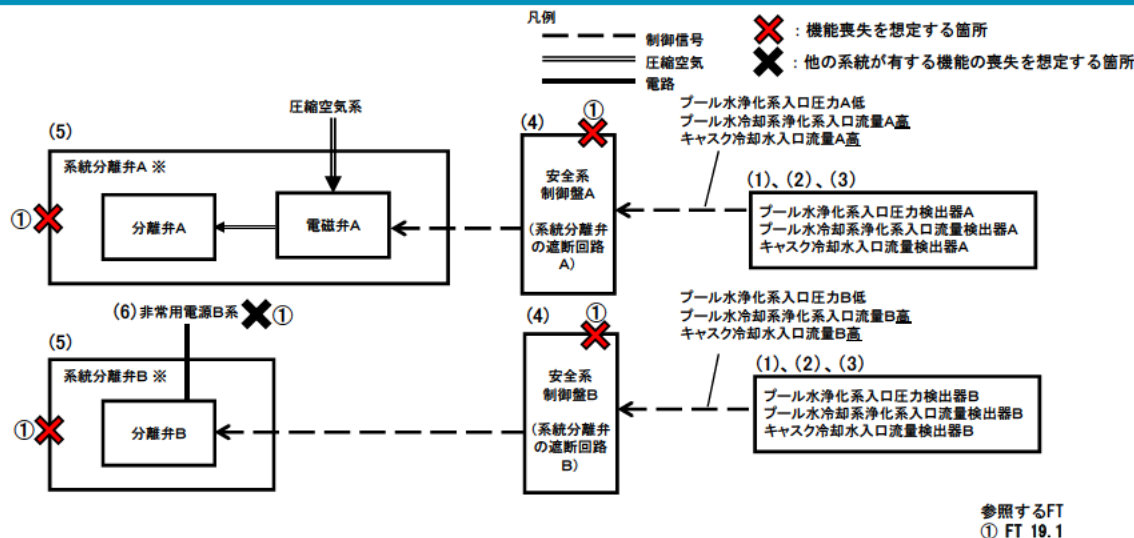 凡例
制御信号
圧縮空気
電路
：機能喪失を想定する箇所
：他の系統が有する機能の喪失を想定する箇所
圧縮空気系
(5)
系統分離弁A ※
①
分離弁A
電磁弁A
(4)
①
安全系
制御盤A
(系統分離弁
の遮断回路
A)
プール水浄化系入口圧力A低
プール水冷却系浄化系入口流量A高
キャスク冷却水入口流量A高
(1)、(2)、(3)
プール水浄化系入口圧力検出器A
プール水冷却系浄化系入口流量検出器A
キャスク冷却水入口流量検出器A
(6)非常用電源B系
①
(5)
系統分離弁B ※
①
分離弁B
(4)
①
安全系
制御盤B
(系統分離弁
の遮断回路
B)
プール水浄化系入口圧力B低
プール水冷却系浄化系入口流量B高
キャスク冷却水入口流量B高
(1)、(2)、(3)
プール水浄化系入口圧力検出器B
プール水冷却系浄化系入口流量検出器B
キャスク冷却水入口流量検出器B
参照するFT
① FT 19.1